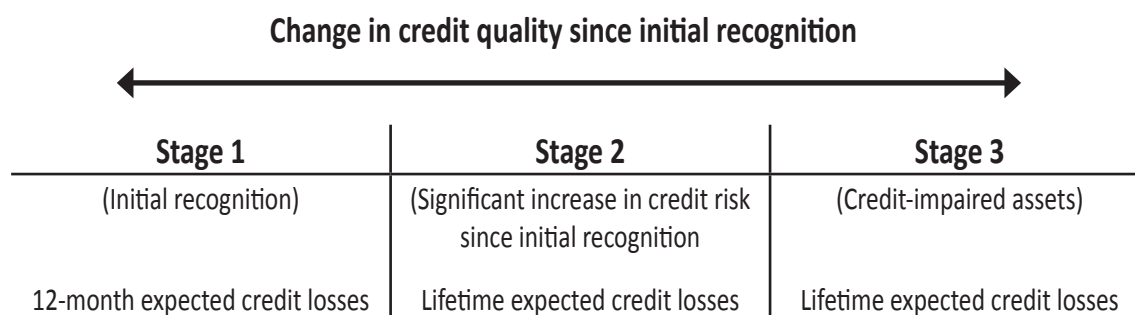 Change in credit quality since initial recognition
Stage 1
Stage 2
Stage 3
(Initial recognition)
(Significant increase in credit risk
since initial recognition
(Credit-impaired assets)
12-month expected credit losses
Lifetime expected credit losses
Lifetime expected credit losses